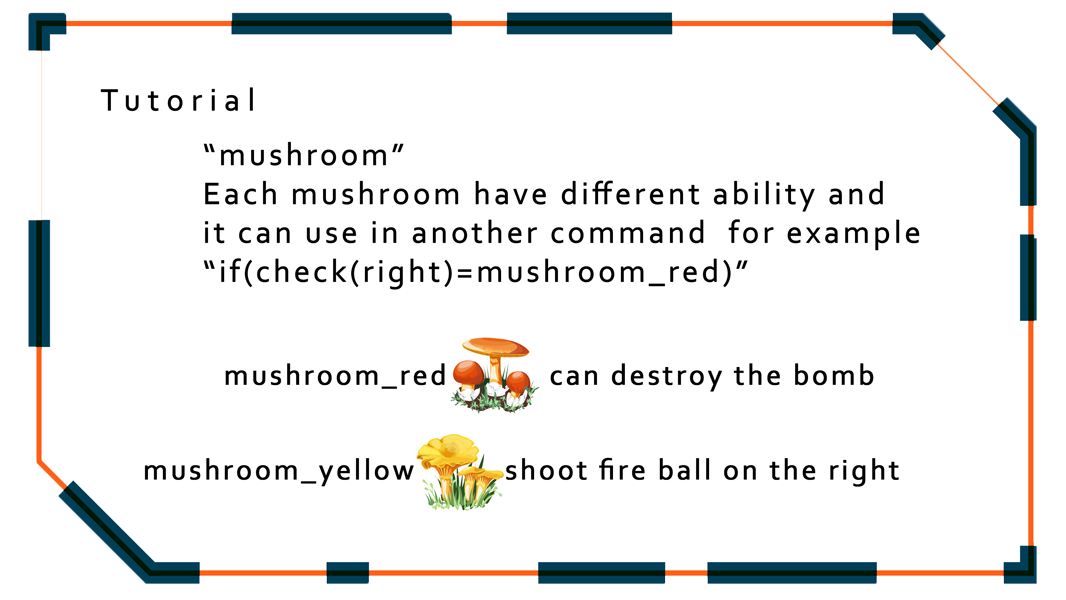 Tutorial
“mushroom”
Each mushroom have different ability and
it can use in another command for example
“if(check(right)=mushroom_red)”
mushroom_red can destroy the bomb
mushroom_yellow shoot fire ball on the right